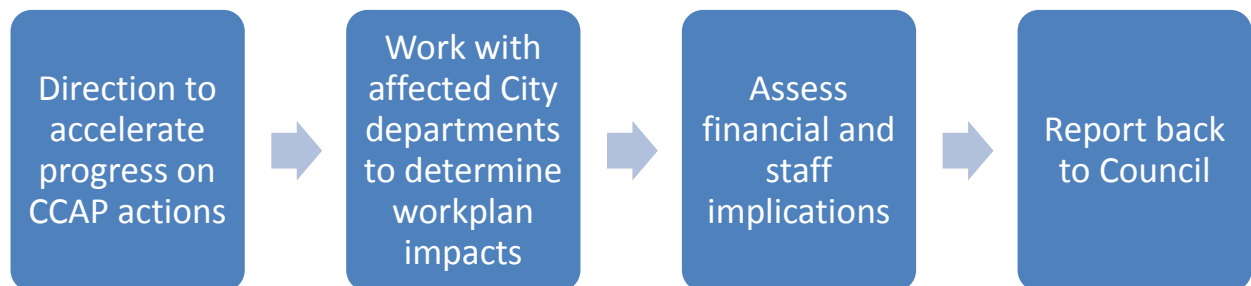 Direction to
accelerate
progress on
CCAP actions
Work with
affected City
departments
to determine
workplan
impacts
Assess
financial and
staff
implications
Report back
to Council